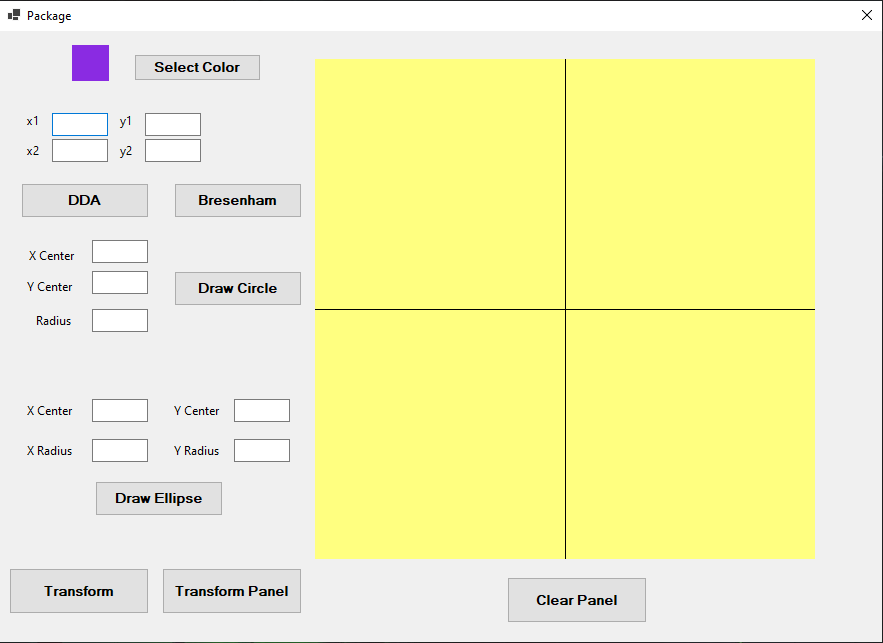 Package
Select Color
x1 y1
x2 y2
DDA Bresenham
X Center
Y Center
Draw Circle
Radius
X Center Y Center
X Radius Y Radius
Draw Ellipse
Transform Transform Panel
Clear Panel